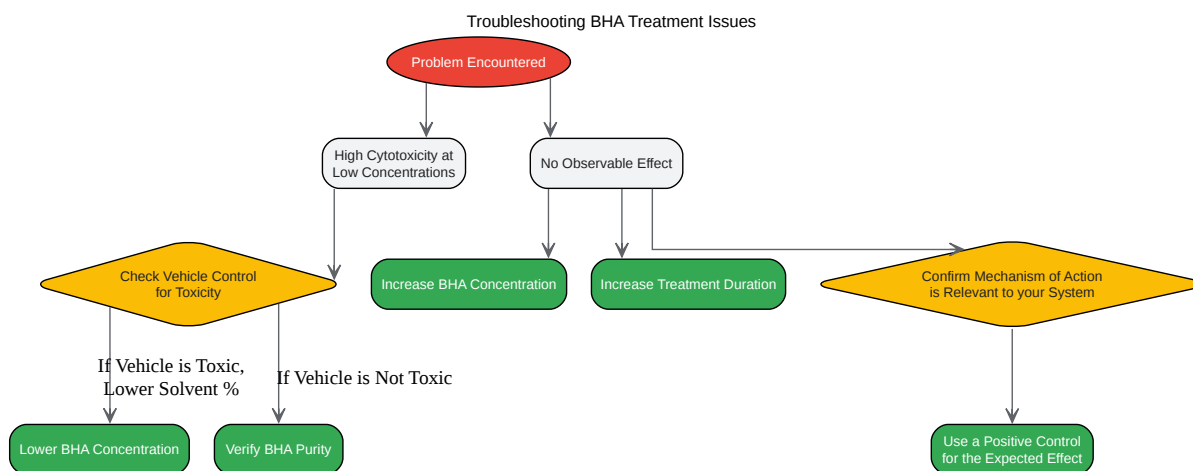 Troubleshooting BHA Treatment Issues
Problem Encountered
High Cytotoxicity at
Low Concentrations
No Observable Effect
Check Vehicle Control
for Toxicity
Increase BHA Concentration
Increase Treatment Duration
Confirm Mechanism of Action
is Relevant to your System
If Vehicle is Toxic,
Lower Solvent %
If Vehicle is Not Toxic
Lower BHA Concentration
Verify BHA Purity
Use a Positive Control
for the Expected Effect